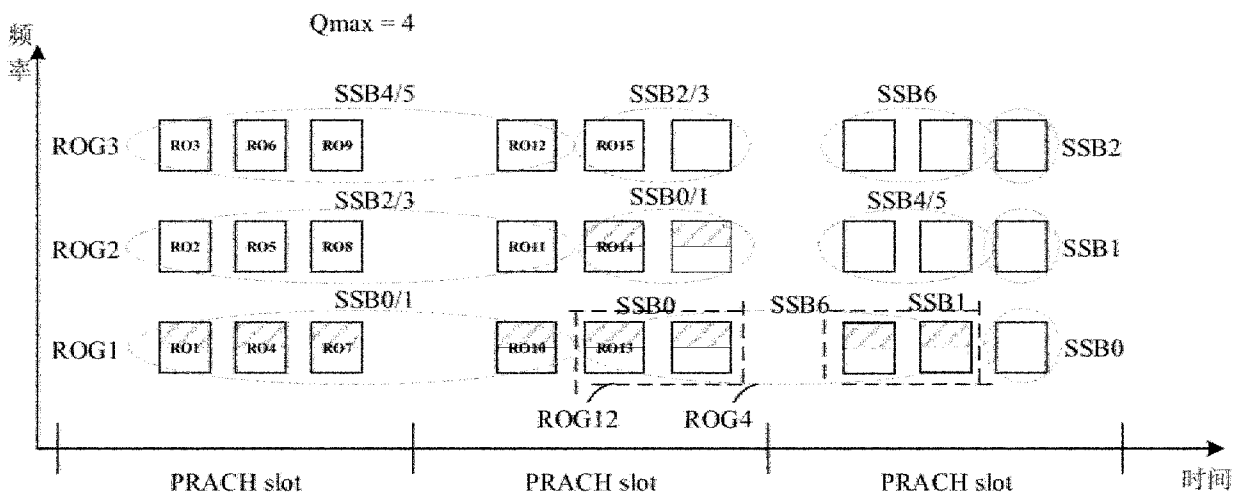 Qmax = 4
频率
SSB4/5 SSB2/3 SSB6
ROG3 RO3 RO6 RO9 RO12 RO15 SSB2
SSB2/3 SSB0/1 SSB4/5
ROG2 RO2 RO5 RO8 RO11 RO14 SSB1
SSB0/1 SSB0 SSB6 SSB1
ROG1 RO1 RO4 RO7 RO10 RO13 SSB0
ROG12 ROG4
PRACH slot PRACH slot PRACH slot 时间